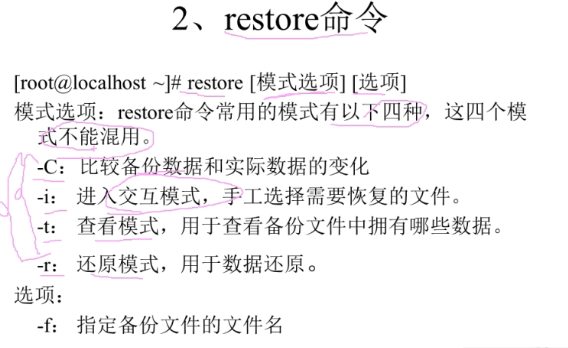 2、restore命令
[root@localhost ~]# restore [模式选项] [选项]
模式选项：restore命令常用的模式有以下四种，这四个模
式不能混用。
-C：比较备份数据和实际数据的变化
-i：进入交互模式，手工选择需要恢复的文件。
-t：查看模式，用于查看备份文件中拥有哪些数据。
-r：还原模式，用于数据还原。
选项：
-f：指定备份文件的文件名